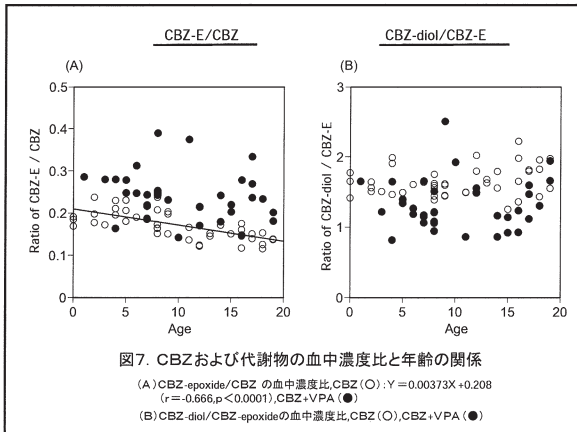 CBZ-E/CBZ
CBZ-diol/CBZ-E
(A)
(B)
0.5
0.4
0.3
0.2
0.1
0
Ratio of CBZ-E / CBZ
0
5
10
15
20
Age
3
2
1
0
Ratio of CBZ-diol / CBZ-E
0
5
10
15
20
Age
図7. CBZおよび代謝物の血中濃度比と年齢の関係
(A)CBZ-epoxide/CBZ の血中濃度比,CBZ(○):Y=0.00373X+0.208
(r=-0.666,p<0.0001),CBZ+VPA(●)
(B)CBZ-diol/CBZ-epoxideの血中濃度比,CBZ(○),CBZ+VPA(●)